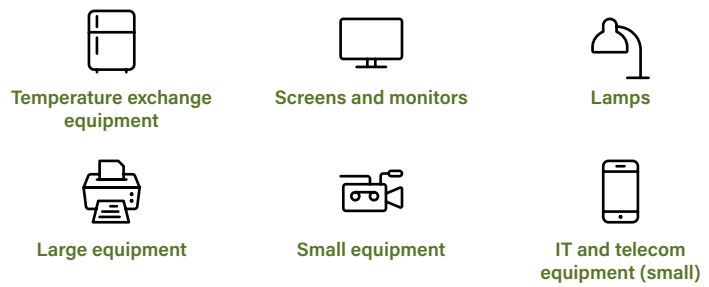 Temperature exchange
equipment
Screens and monitors
Lamps
Large equipment
Small equipment
IT and telecom
equipment (small)